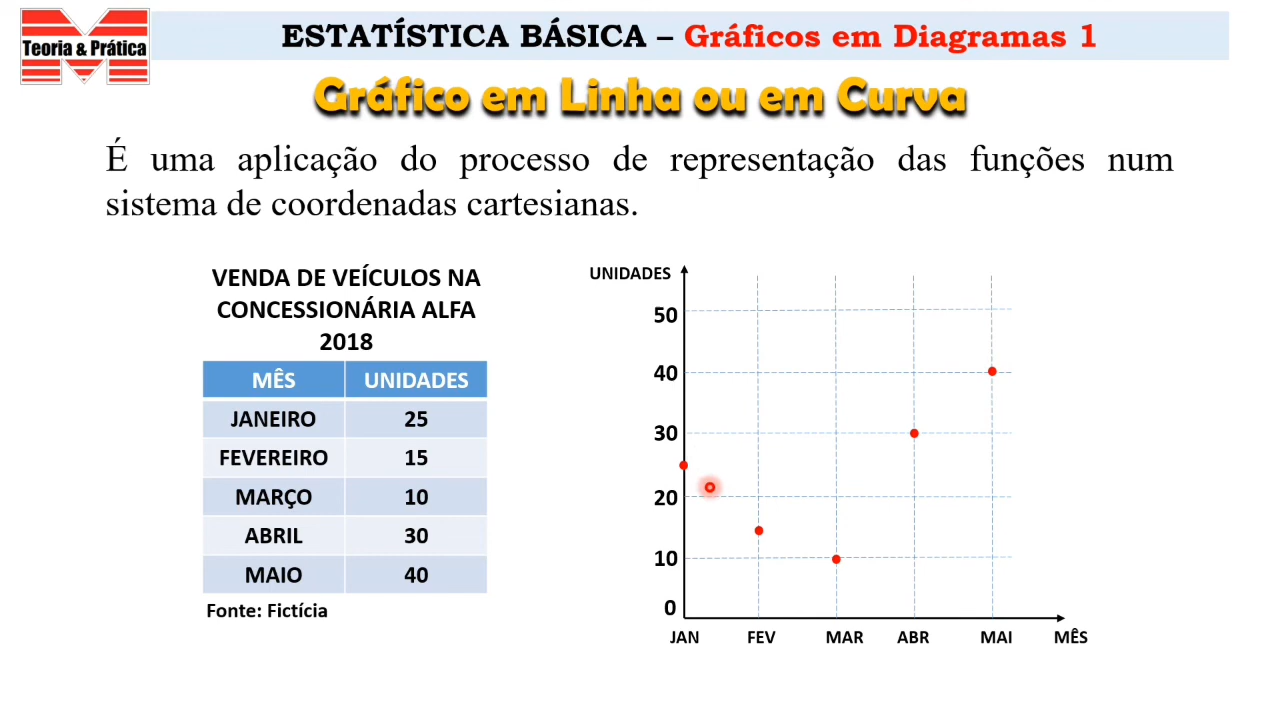 Teoria & Prática
ESTATÍSTICA BÁSICA – Gráficos em Diagramas 1
Gráfico em Linha ou em Curva
É uma aplicação do processo de representação das funções num
sistema de coordenadas cartesianas.
VENDA DE VEÍCULOS NA
CONCESSIONÁRIA ALFA
2018
MÊS UNIDADES
JANEIRO 25
FEVEREIRO 15
MARÇO 10
ABRIL 30
MAIO 40
Fonte: Fictícia
UNIDADES
50
40
30
20
10
0
JAN FEV MAR ABR MAI MÊS